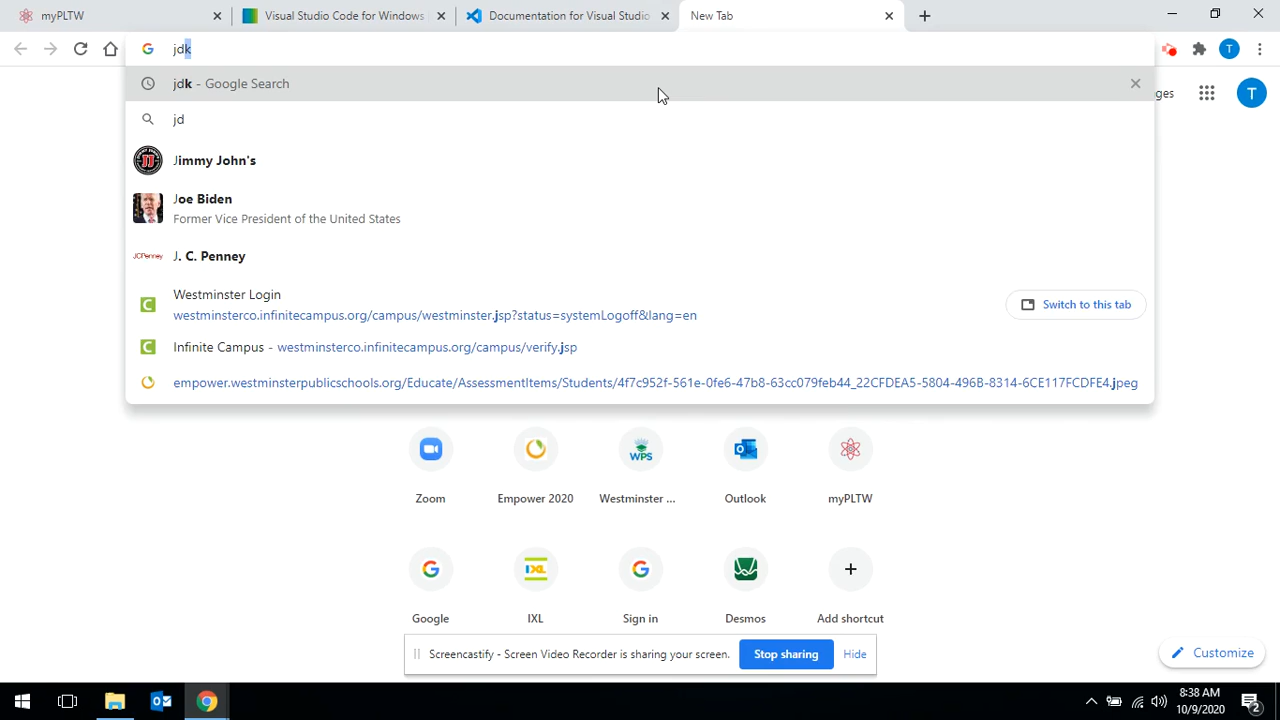 myPLTW
Visual Studio Code for Windows
Documentation for Visual Studio
New Tab
jdk
ges
T
T
jdk - Google Search
jd
Jimmy John's
Joe Biden
Former Vice President of the United States
JCPenney
J. C. Penney
Westminster Login
westminsterco.infinitecampus.org/campus/westminster.jsp?status=systemLogoff&lang=en
Switch to this tab
Infinite Campus - westminsterco.infinitecampus.org/campus/verify.jsp
empower.westminsterpublicschools.org/Educate/AssessmentItems/Students/4f7c952f-561e-0fe6-47b8-63cc079feb44_22CFDEA5-5804-496B-8314-6CE117FCDFE4.jpeg
WPS
Zoom
Empower 2020
Westminster ...
Outlook
myPLTW
IXL
Google
IXL
Sign in
Desmos
Add shortcut
Screencastify - Screen Video Recorder is sharing your screen.
Stop sharing
Hide
Customize
8:38 AM
10/9/2020
2